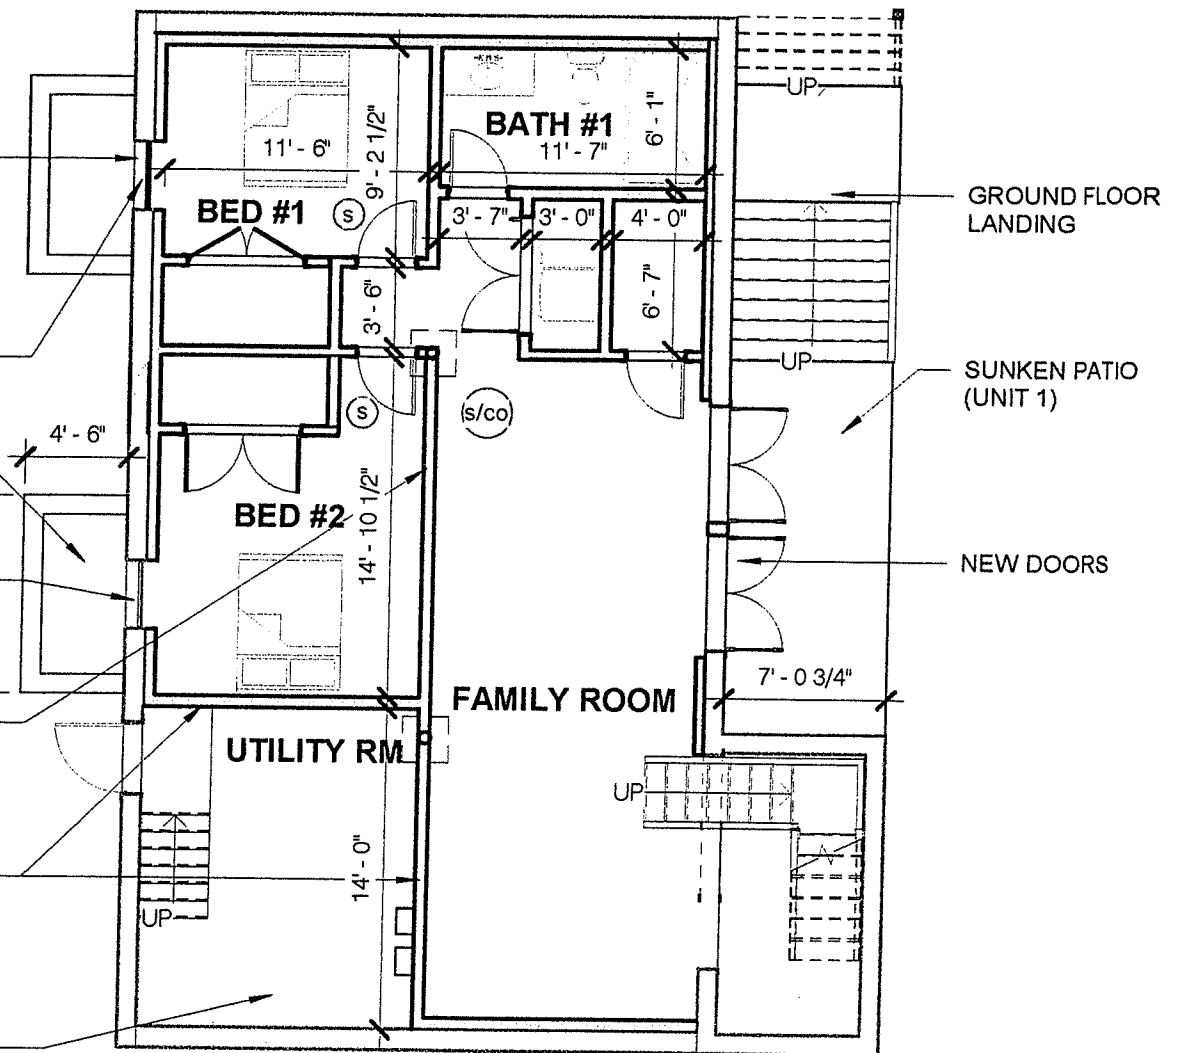 UP
BATH #1
11' - 6"
9' - 2 1/2"
11' - 7"
6' - 1"
BED #1
S
3' - 7"
3' - 0"
4' - 0"
GROUND FLOOR
LANDING
3' - 6"
6' - 7"
UP
SUNKEN PATIO
(UNIT 1)
S
s/co
4' - 6"
BED #2
14' - 10 1/2"
NEW DOORS
7' - 0 3/4"
FAMILY ROOM
UTILITY RM
UP
14' - 0"
UP